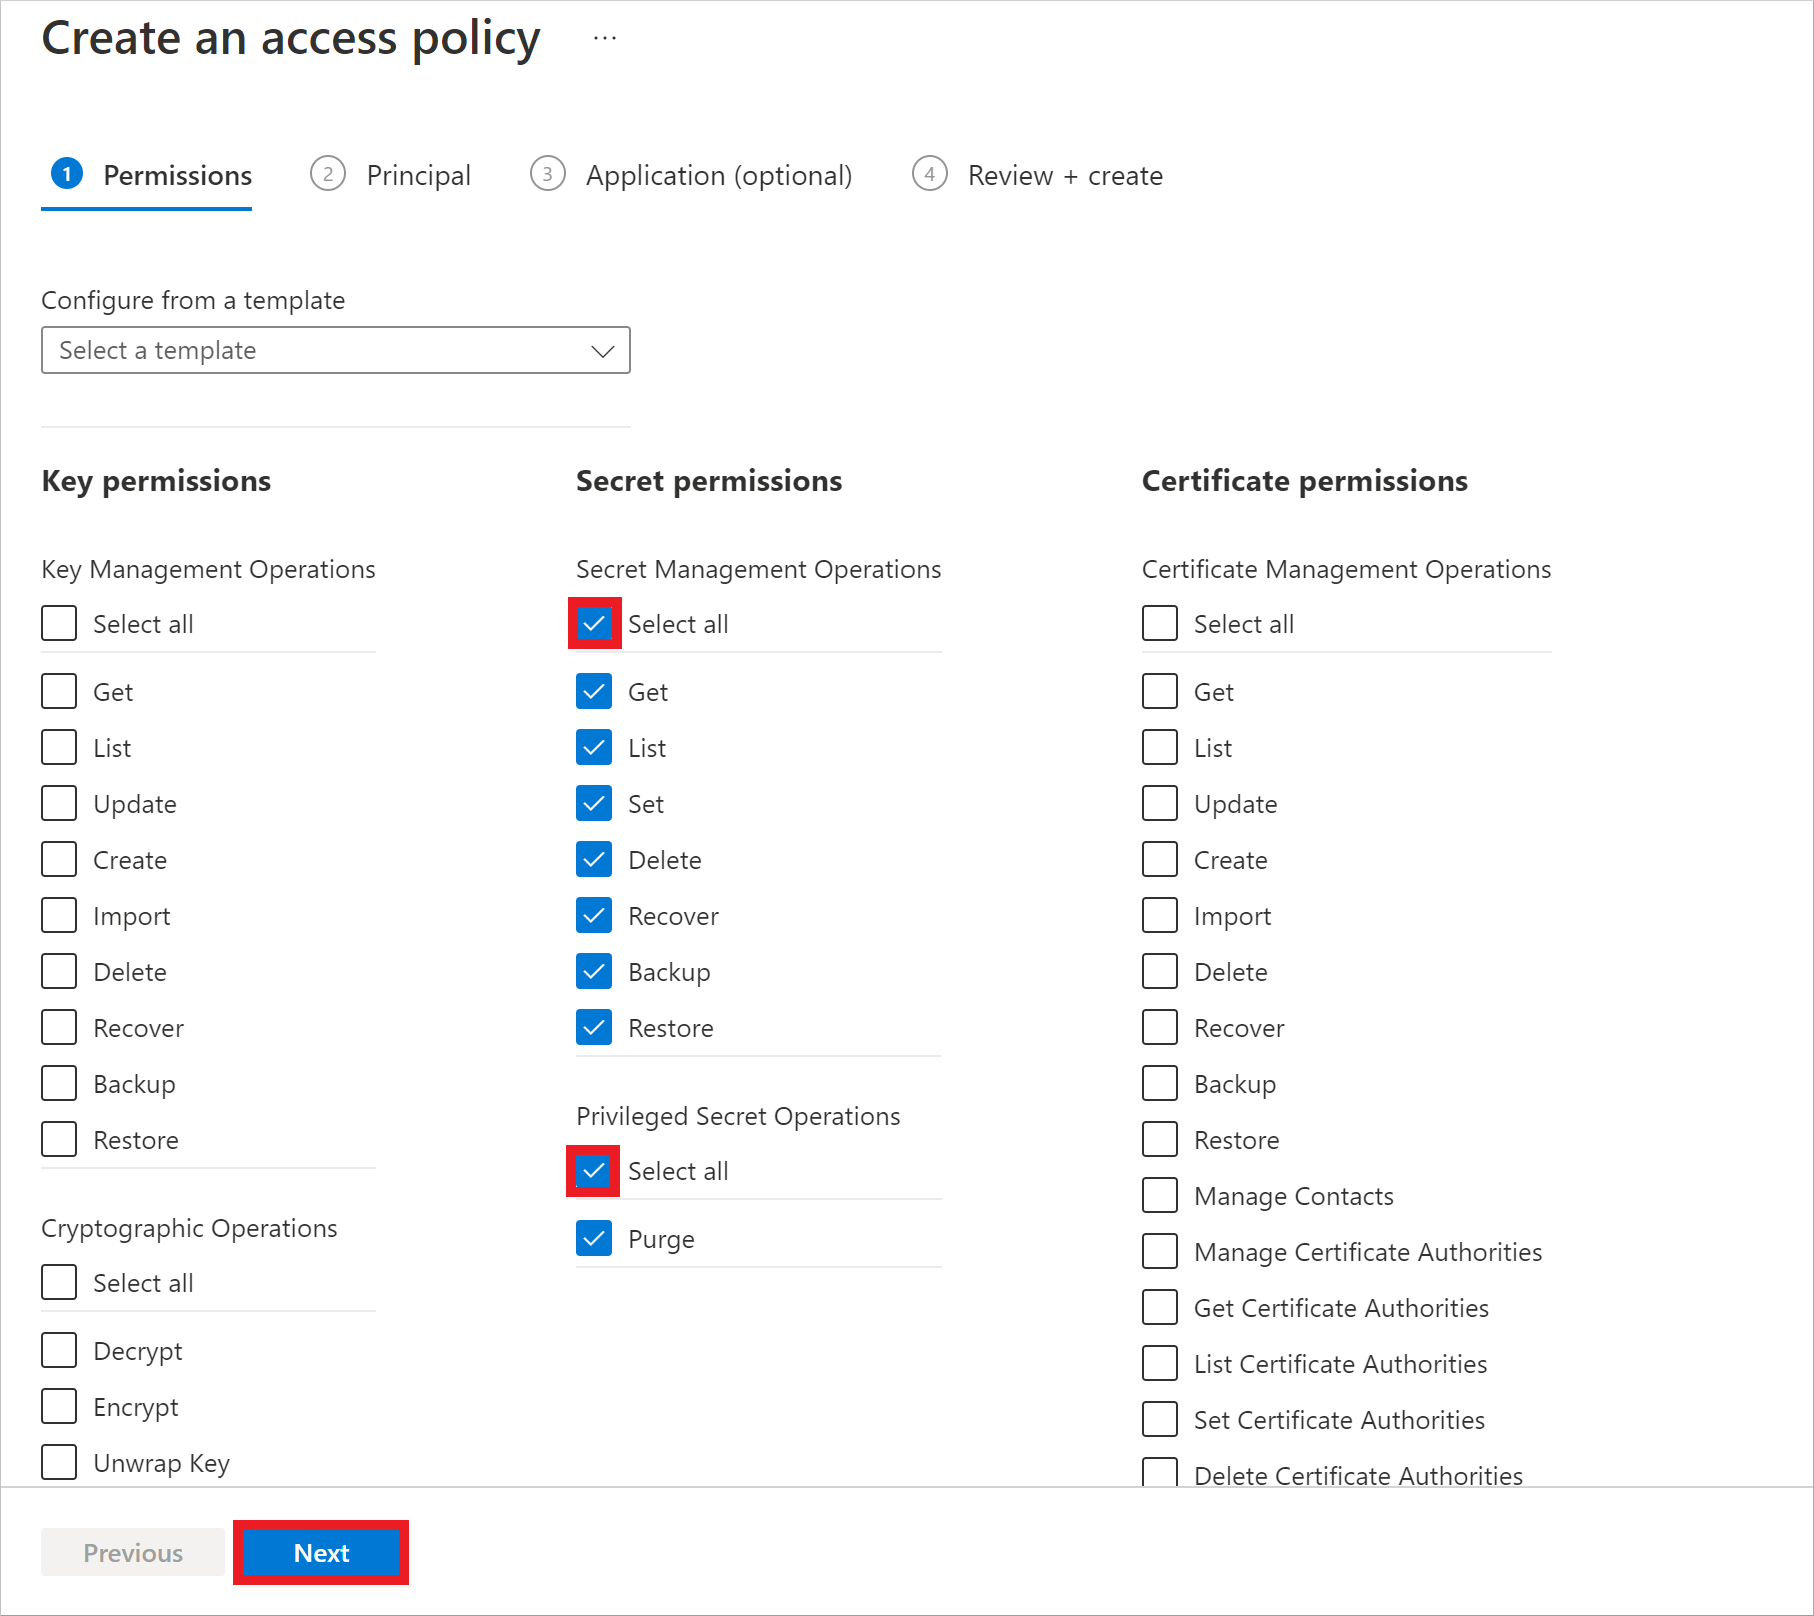 Create an access policy ...
1 Permissions
2 Principal
3 Application (optional)
4 Review + create
Configure from a template
Select a template
Key permissions
Key Management Operations
Select all
Get
List
Update
Create
Import
Delete
Recover
Backup
Restore
Cryptographic Operations
Select all
Decrypt
Encrypt
Unwrap Key
Secret permissions
Secret Management Operations
Select all
Get
List
Set
Delete
Recover
Backup
Restore
Privileged Secret Operations
Select all
Purge
Certificate permissions
Certificate Management Operations
Select all
Get
List
Update
Create
Import
Delete
Recover
Backup
Restore
Manage Contacts
Manage Certificate Authorities
Get Certificate Authorities
List Certificate Authorities
Set Certificate Authorities
Delete Certificate Authorities
Previous
Next